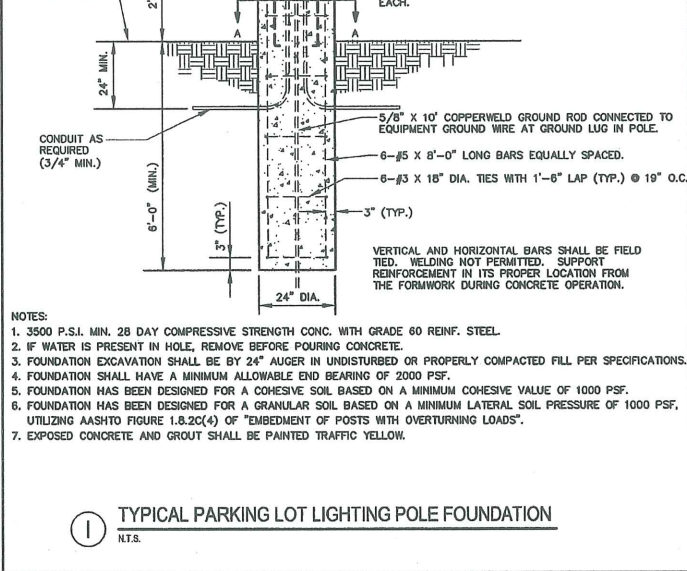 EACH.
2'
A A
24" MIN.
5/8" X 10' COPPERWELD GROUND ROD CONNECTED TO
EQUIPMENT GROUND WIRE AT GROUND LUG IN POLE.
CONDUIT AS
REQUIRED
(3/4" MIN.)
6-#5 X 8'-0" LONG BARS EQUALLY SPACED.
6-#3 X 18" DIA. TIES WITH 1'-6" LAP (TYP.) @ 19" O.C.
6'-0" (MIN.)
3" (TYP.)
3" (TYP.)
VERTICAL AND HORIZONTAL BARS SHALL BE FIELD
TIED. WELDING NOT PERMITTED. SUPPORT
REINFORCEMENT IN ITS PROPER LOCATION FROM
THE FORMWORK DURING CONCRETE OPERATION.
24" DIA.
NOTES:
1. 3500 P.S.I. MIN. 28 DAY COMPRESSIVE STRENGTH CONC. WITH GRADE 60 REINF. STEEL.
2. IF WATER IS PRESENT IN HOLE, REMOVE BEFORE POURING CONCRETE.
3. FOUNDATION EXCAVATION SHALL BE BY 24" AUGER IN UNDISTURBED OR PROPERLY COMPACTED FILL PER SPECIFICATIONS.
4. FOUNDATION SHALL HAVE A MINIMUM ALLOWABLE END BEARING OF 2000 PSF.
5. FOUNDATION HAS BEEN DESIGNED FOR A COHESIVE SOIL BASED ON A MINIMUM COHESIVE VALUE OF 1000 PSF.
6. FOUNDATION HAS BEEN DESIGNED FOR A GRANULAR SOIL BASED ON A MINIMUM LATERAL SOIL PRESSURE OF 1000 PSF,
UTILIZING AASHTO FIGURE 1.8.2C(4) OF "EMBEDMENT OF POSTS WITH OVERTURNING LOADS".
7. EXPOSED CONCRETE AND GROUT SHALL BE PAINTED TRAFFIC YELLOW.
1 TYPICAL PARKING LOT LIGHTING POLE FOUNDATION
N.T.S.